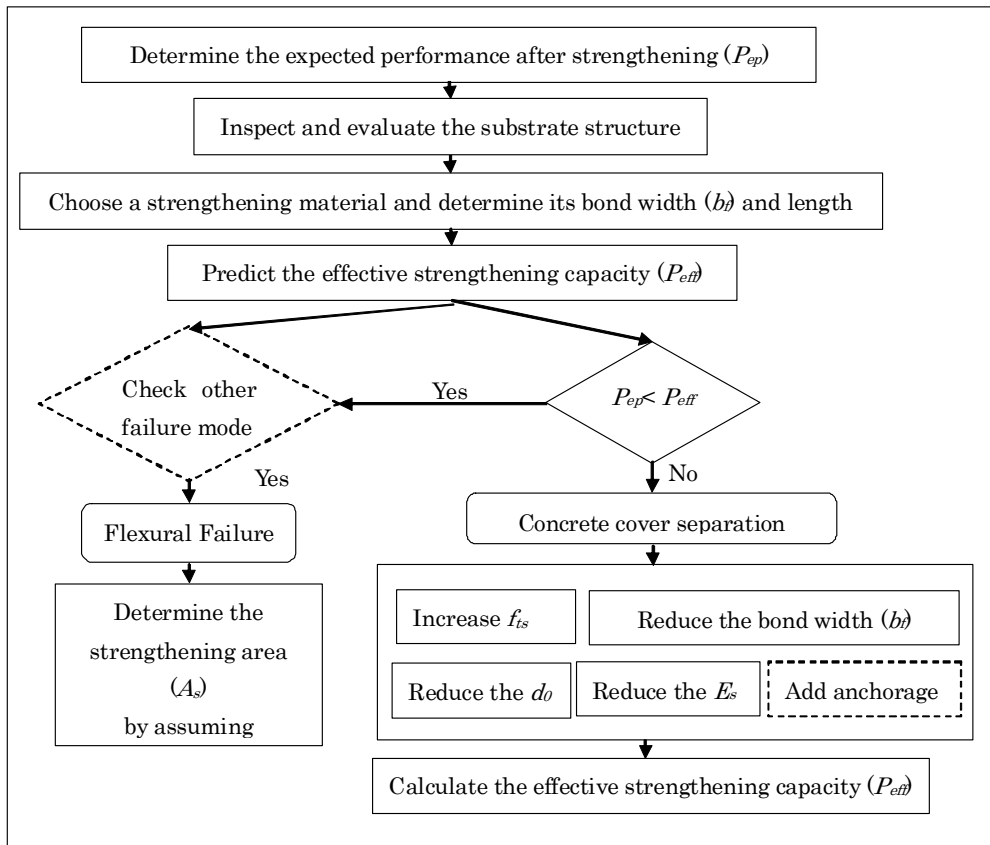 Determine the expected performance after strengthening (Pep)
Inspect and evaluate the substrate structure
Choose a strengthening material and determine its bond width (bf) and length
Predict the effective strengthening capacity (Peff)
Check other
failure mode
Yes
Pep< Peff
Yes
No
Flexural Failure
Concrete cover separation
Determine the
strengthening area
(As)
by assuming
Increase fts
Reduce the bond width (bf)
Reduce the d0
Reduce the Es
Add anchorage
Calculate the effective strengthening capacity (Peff)